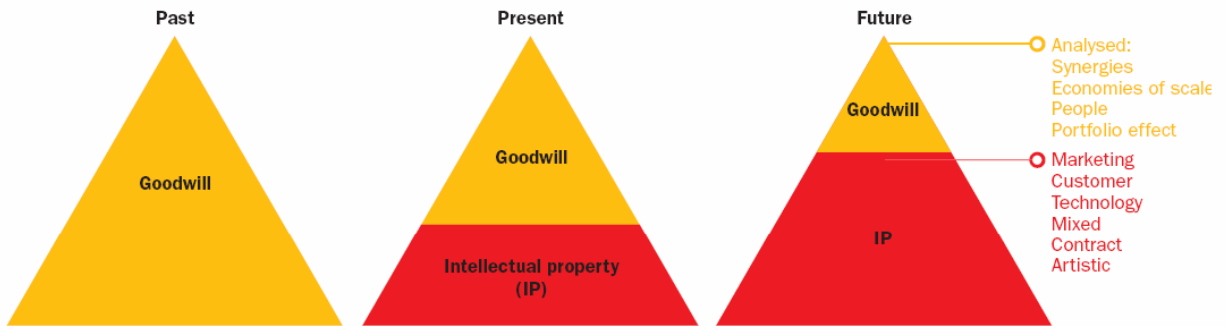 Past
Goodwill
Present
Goodwill
Intellectual property
(IP)
Future
Goodwill
IP
Analysed:
Synergies
Economies of scale
People
Portfolio effect
Marketing
Customer
Technology
Mixed
Contract
Artistic